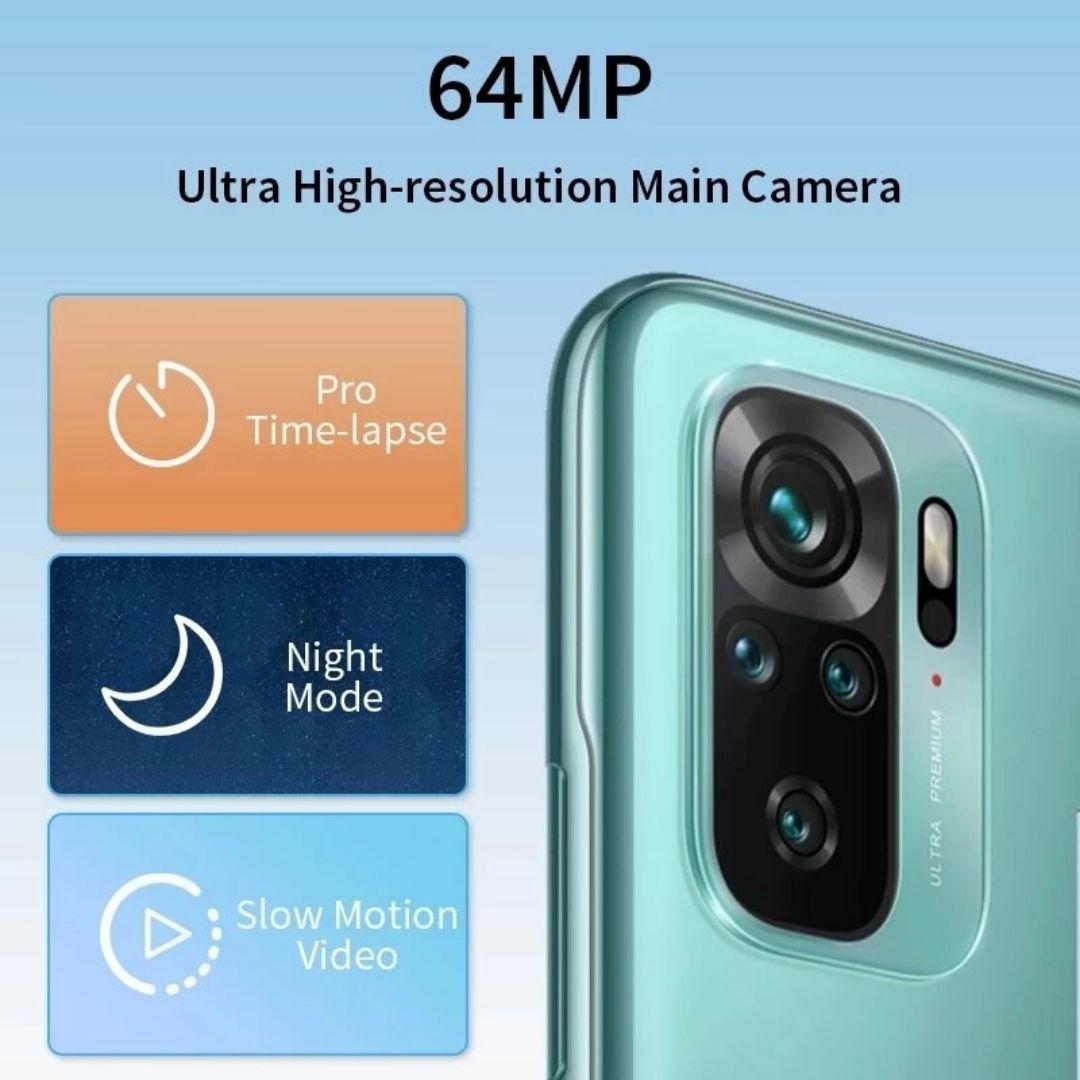 64MP
Ultra High-resolution Main Camera
Pro
Time-lapse
Night
Mode
Slow Motion
Video
ULTRA PREMIUM